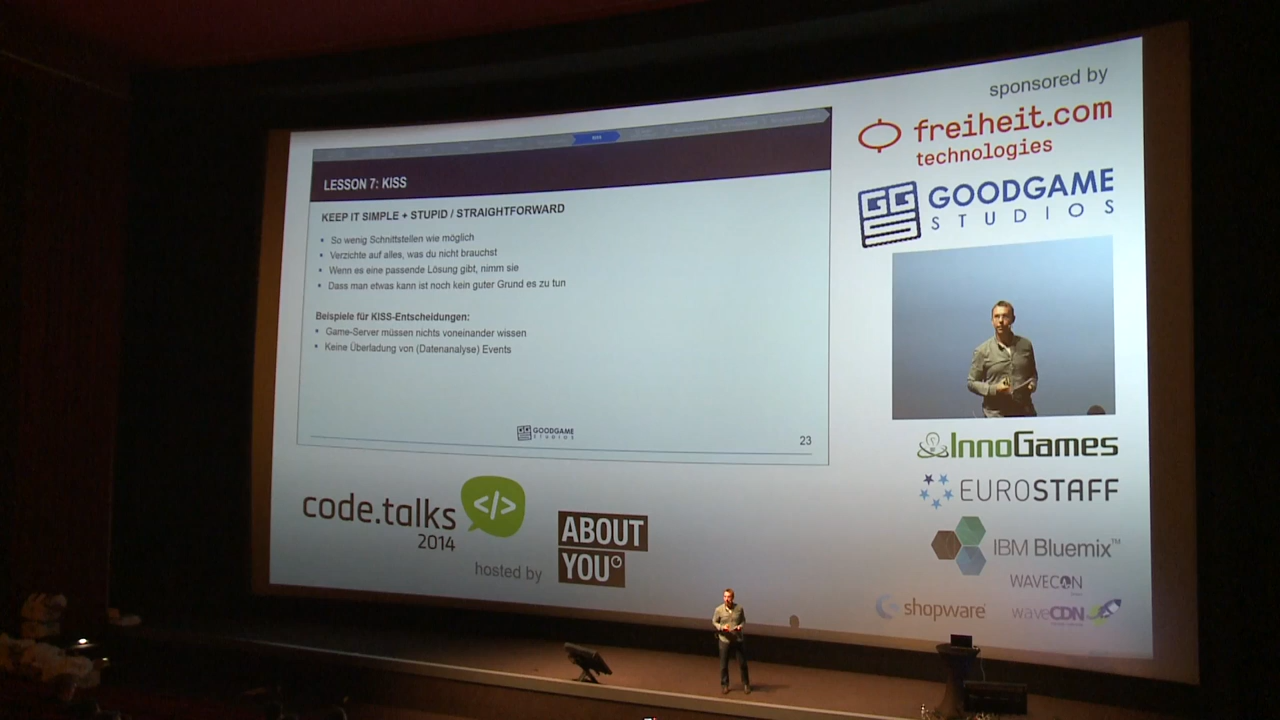 sponsored by
freiheit.com
technologies
GOODGAME
STUDIOS
LESSON 7: KISS
KEEP IT SIMPLE + STUPID / STRAIGHTFORWARD
• So wenig Schnittstellen wie möglich
• Verzichte auf alles, was du nicht brauchst
• Wenn es eine passende Lösung gibt, nimm sie
• Dass man etwas kann ist noch kein guter Grund es zu tun
Beispiele für KISS-Entscheidungen:
• Game-Server müssen nichts voneinander wissen
• Keine Überladung von (Datenanalyse) Events
GOODGAME
STUDIOS
23
InnoGames
EUROSTAFF
IBM Bluemix™
WAVECON
shopware
waveCDN
code.talks </>
2014
hosted by
ABOUT
YOU